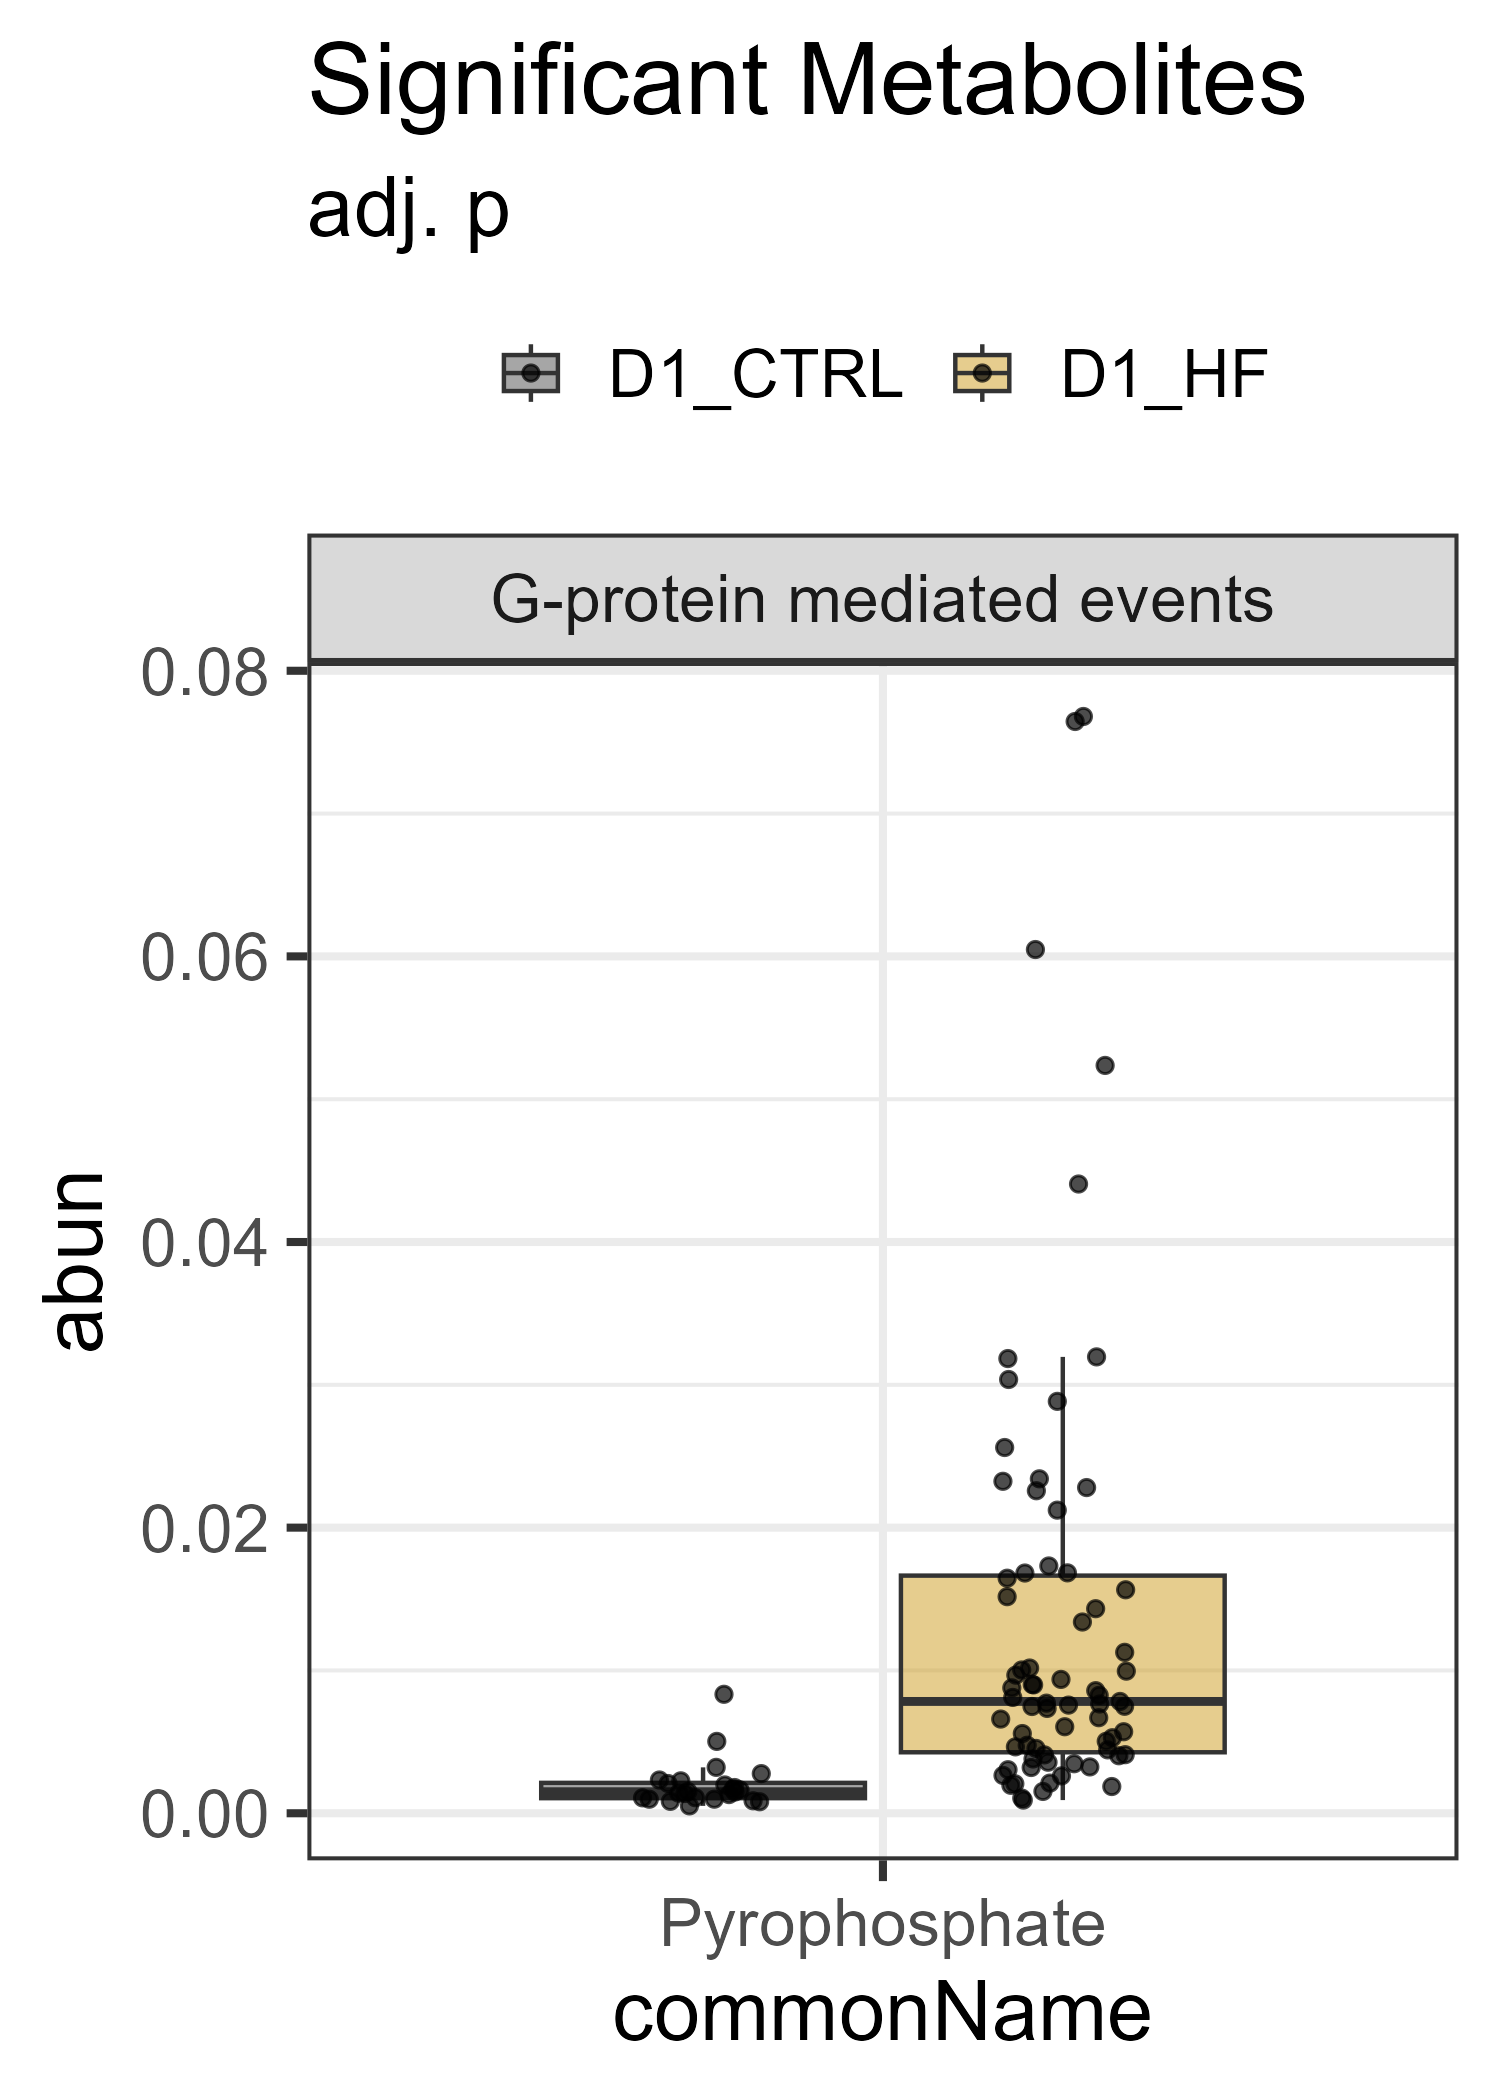 Significant Metabolites
adj. p
D1_CTRL D1_HF
G-protein mediated events
0.08
0.06
0.04
0.02
0.00
abun
Pyrophosphate
commonName